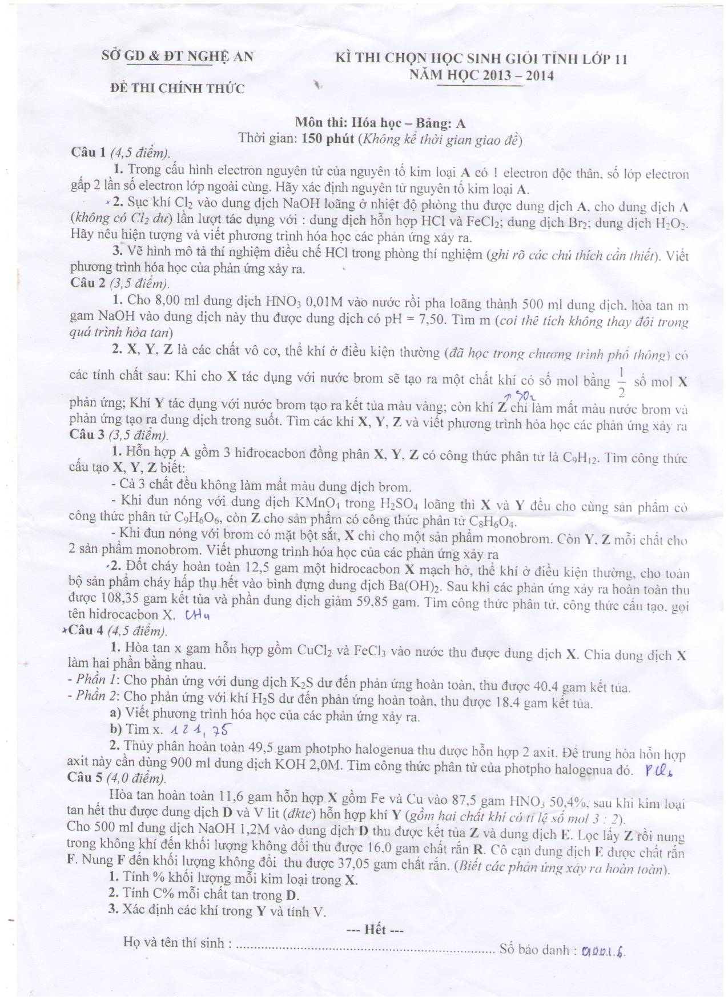 SỞ GD & ĐT NGHỆ AN
KÌ THI CHỌN HỌC SINH GIỎI TỈNH LỚP 11
NĂM HỌC 2013 – 2014
ĐỀ THI CHÍNH THỨC
Môn thi: Hóa học – Bảng: A
Thời gian: 150 phút (Không kể thời gian giao đề)
Câu 1 (4,5 điểm).
1. Trong cấu hình electron nguyên tử của nguyên tố kim loại A có 1 electron độc thân, số lớp electron
gấp 2 lần số electron lớp ngoài cùng. Hãy xác định nguyên tử nguyên tố kim loại A.
2. Sục khí Cl₂ vào dung dịch NaOH loãng ở nhiệt độ phòng thu được dung dịch A, cho dung dịch A
(không có Cl₂ dư) lần lượt tác dụng với : dung dịch hỗn hợp HCl và FeCl₂; dung dịch Br₂; dung dịch H₂O₂.
Hãy nêu hiện tượng và viết phương trình hóa học các phản ứng xảy ra.
3. Vẽ hình mô tả thí nghiệm điều chế HCl trong phòng thí nghiệm (ghi rõ các chú thích cần thiết). Viết
phương trình hóa học của phản ứng xảy ra.
Câu 2 (3,5 điểm).
1. Cho 8,00 ml dung dịch HNO₃ 0,01M vào nước rồi pha loãng thành 500 ml dung dịch, hòa tan m
gam NaOH vào dung dịch này thu được dung dịch có pH = 7,50. Tìm m (coi thể tích không thay đổi trong
quá trình hòa tan)
2. X, Y, Z là các chất vô cơ, thể khí ở điều kiện thường (đã học trong chương trình phổ thông) có
các tính chất sau: Khi cho X tác dụng với nước brom sẽ tạo ra một chất khí có số mol bằng 1/2 số mol X
SO₂
phản ứng; Khí Y tác dụng với nước brom tạo ra kết tủa màu vàng; còn khí Z chỉ làm mất màu nước brom và
phản ứng tạo ra dung dịch trong suốt. Tìm các khí X, Y, Z và viết phương trình hóa học các phản ứng xảy ra
Câu 3 (3,5 điểm).
1. Hỗn hợp A gồm 3 hiđrocacbon đồng phân X, Y, Z có công thức phân tử là C₉H₁₂. Tìm công thức
cấu tạo X, Y, Z biết:
- Cả 3 chất đều không làm mất màu dung dịch brom.
- Khi đun nóng với dung dịch KMnO₄ trong H₂SO₄ loãng thì X và Y đều cho cùng sản phẩm có
công thức phân tử C₉H₆O₆, còn Z cho sản phẩm có công thức phân tử C₈H₆O₄.
- Khi đun nóng với brom có mặt bột sắt, X chỉ cho một sản phẩm monobrom. Còn Y, Z mỗi chất cho
2 sản phẩm monobrom. Viết phương trình hóa học của các phản ứng xảy ra
2. Đốt cháy hoàn toàn 12,5 gam một hidrocacbon X mạch hở, thể khí ở điều kiện thường, cho toàn
bộ sản phẩm cháy hấp thụ hết vào bình đựng dung dịch Ba(OH)₂. Sau khi các phản ứng xảy ra hoàn toàn thu
được 108,35 gam kết tủa và phần dung dịch giảm 59,85 gam. Tìm công thức phân tử, công thức cấu tạo, gọi
tên hidrocacbon X. CH₄
Câu 4 (4,5 điểm).
1. Hòa tan x gam hỗn hợp gồm CuCl₂ và FeCl₃ vào nước thu được dung dịch X. Chia dung dịch X
làm hai phần bằng nhau.
- Phần 1: Cho phản ứng với dung dịch K₂S dư đến phản ứng hoàn toàn, thu được 40,4 gam kết tủa.
- Phần 2: Cho phản ứng với khí H₂S dư đến phản ứng hoàn toàn, thu được 18,4 gam kết tủa.
a) Viết phương trình hóa học của các phản ứng xảy ra.
b) Tìm x. 121,75
2. Thủy phân hoàn toàn 49,5 gam photpho halogenua thu được hỗn hợp 2 axit. Để trung hòa hỗn hợp
axit này cần dùng 900 ml dung dịch KOH 2,0M. Tìm công thức phân tử của photpho halogenua đó.
Câu 5 (4,0 điểm).
Hòa tan hoàn toàn 11,6 gam hỗn hợp X gồm Fe và Cu vào 87,5 gam HNO₃ 50,4%, sau khi kim loại
tan hết thu được dung dịch D và V lit (đktc) hỗn hợp khí Y (gồm hai chất khí có tỉ lệ số mol 3 : 2).
Cho 500 ml dung dịch NaOH 1,2M vào dung dịch D thu được kết tủa Z và dung dịch E. Lọc lấy Z rồi nung
trong không khí đến khối lượng không đổi thu được 16,0 gam chất rắn R. Cô cạn dung dịch E được chất rắn
F. Nung F đến khối lượng không đổi thu được 37,05 gam chất rắn. (Biết các phản ứng xảy ra hoàn toàn).
1. Tính % khối lượng mỗi kim loại trong X.
2. Tính C% mỗi chất tan trong D.
3. Xác định các khí trong Y và tính V.
--- Hết ---
Họ và tên thí sinh : ........................................ Số báo danh :